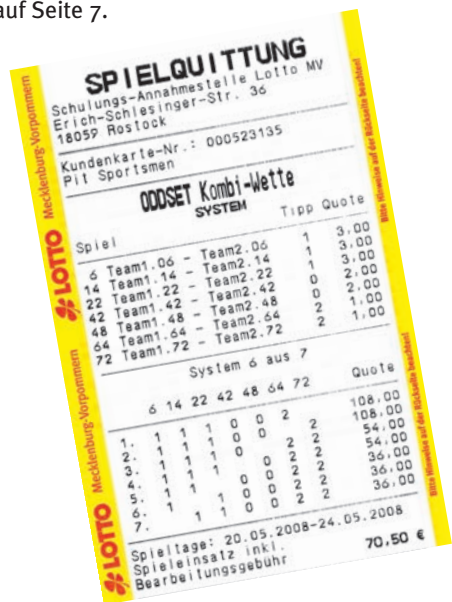 auf Seite 7.
SPIELQUITTUNG
Schulungs-Annahmestelle Lotto MV
Erich-Schlesinger-Str. 36
18059 Rostock
Kundenkarte-Nr.: 000523135
Pit Sportsmen
ODDSET Kombi-Wette
SYSTEM
Spiel Tipp Quote
6 Team1.06 - Team2.06 1 3,00
14 Team1.14 - Team2.14 1 3,00
22 Team1.22 - Team2.22 1 3,00
42 Team1.42 - Team2.42 0 2,00
48 Team1.48 - Team2.48 0 2,00
64 Team1.64 - Team2.64 2 1,00
72 Team1.72 - Team2.72 2 1,00
System 6 aus 7
6 14 22 42 48 64 72 Quote
1. 1 1 1 0 0 2 108,00
2. 1 1 1 0 0 2 108,00
3. 1 1 1 0 2 2 54,00
4. 1 1 1 0 2 2 54,00
5. 1 1 0 0 2 2 36,00
6. 1 1 0 0 2 2 36,00
7. 1 1 0 0 2 2 36,00
Spieltage: 20.05.2008-24.05.2008
Spieleinsatz inkl.
Bearbeitungsgebühr 70,50 €
LOTTO Mecklenburg-Vorpommern
LOTTO Mecklenburg-Vorpommern
Bitte Hinweise auf der Rückseite beachten!
Bitte Hinweise auf der Rückseite beachten!